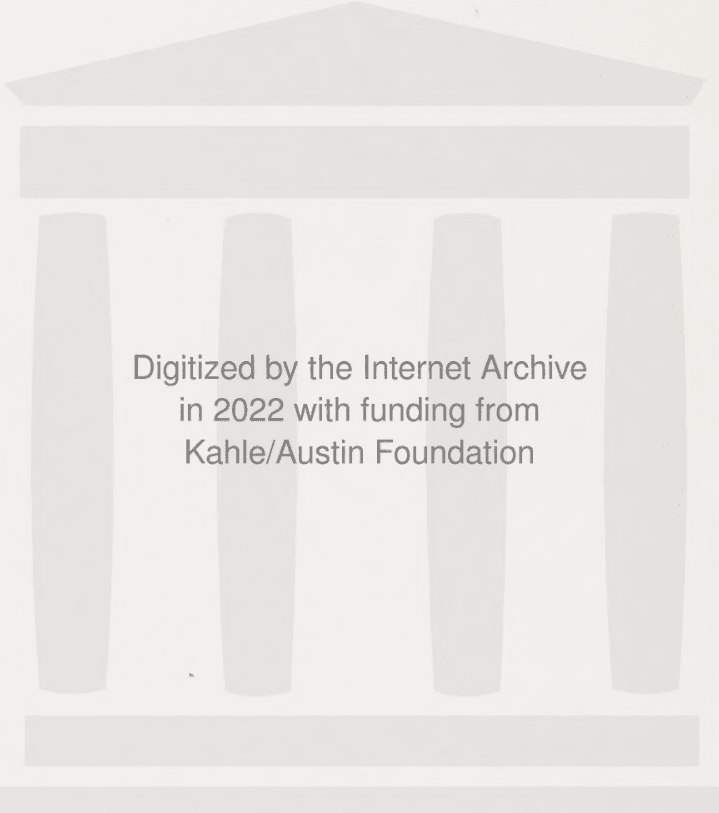 Digitized by the Internet Archive
in 2022 with funding from
Kahle/Austin Foundation